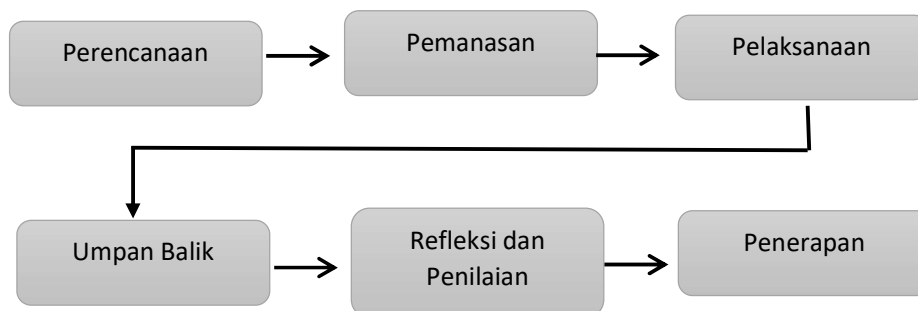 Perencanaan
Pemanasan
Pelaksanaan
Umpan Balik
Refleksi dan
Penilaian
Penerapan